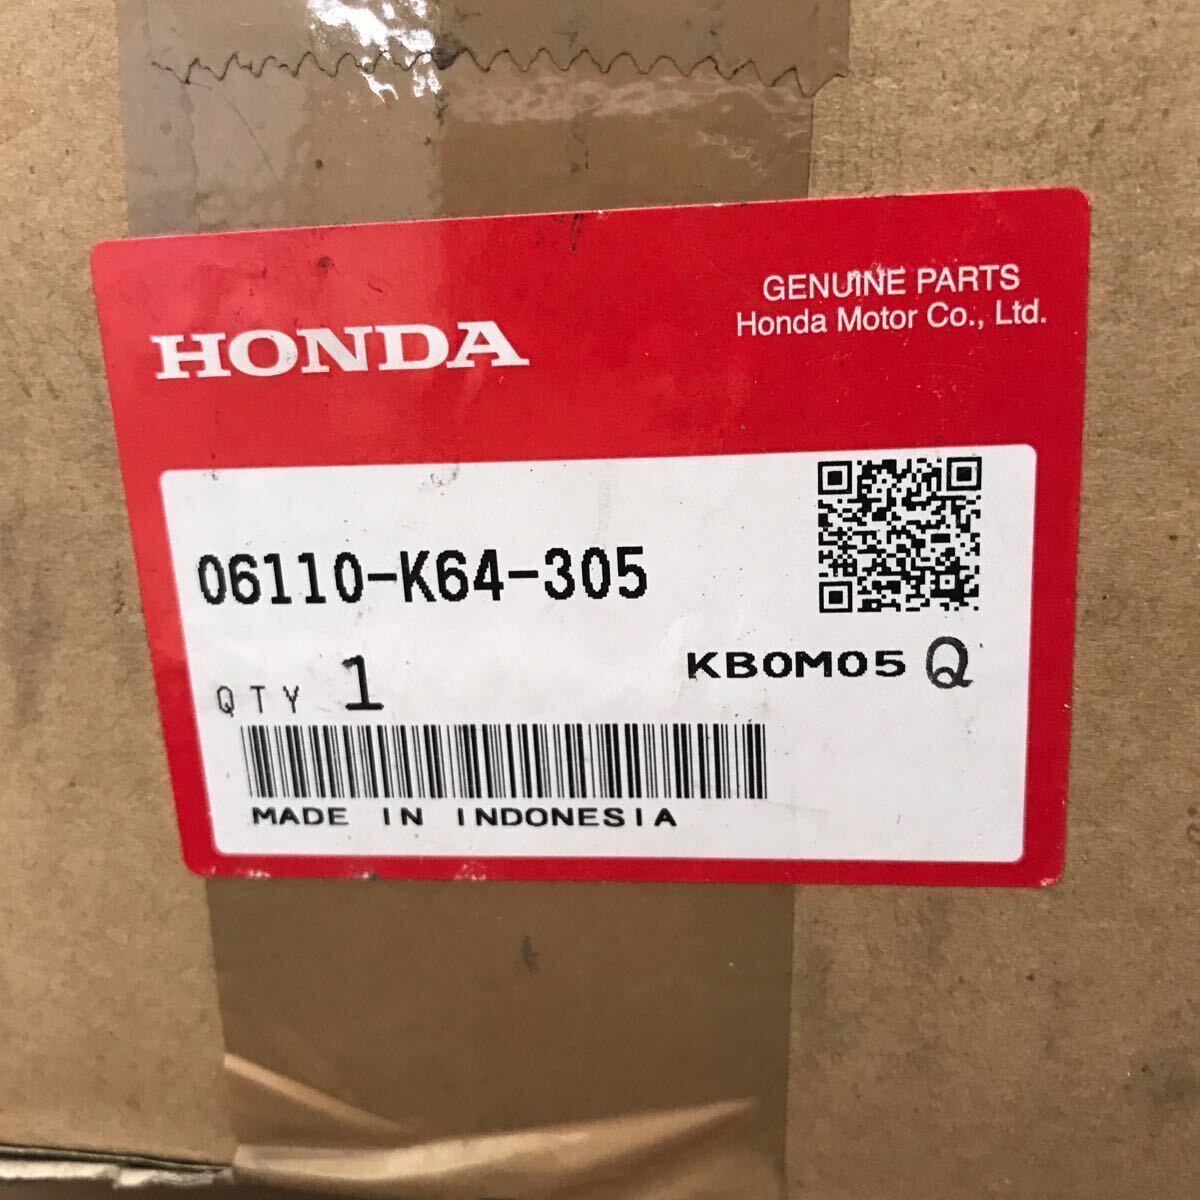 GENUINE PARTS
Honda Motor Co., Ltd.
HONDA
06110-K64-305
KB0M05 Q
QTY 1
MADE IN INDONESIA